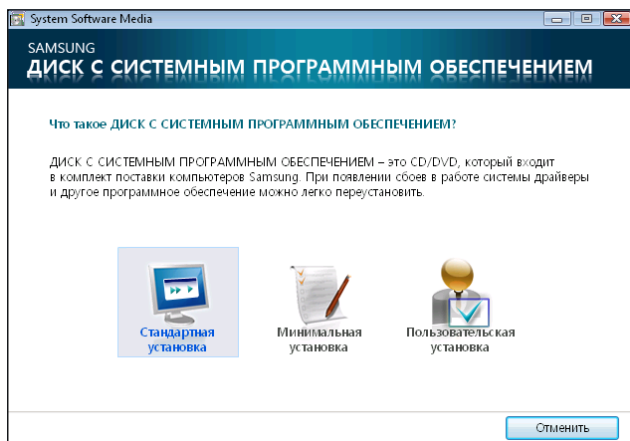 System Software Media
SAMSUNG
ДИСК С СИСТЕМНЫМ ПРОГРАММНЫМ ОБЕСПЕЧЕНИЕМ
Что такое ДИСК С СИСТЕМНЫМ ПРОГРАММНЫМ ОБЕСПЕЧЕНИЕМ?
ДИСК С СИСТЕМНЫМ ПРОГРАММНЫМ ОБЕСПЕЧЕНИЕМ – это CD/DVD, который входит
в комплект поставки компьютеров Samsung. При появлении сбоев в работе системы драйверы
и другое программное обеспечение можно легко переустановить.
Стандартная
установка
Минимальная
установка
Пользовательская
установка
Отменить